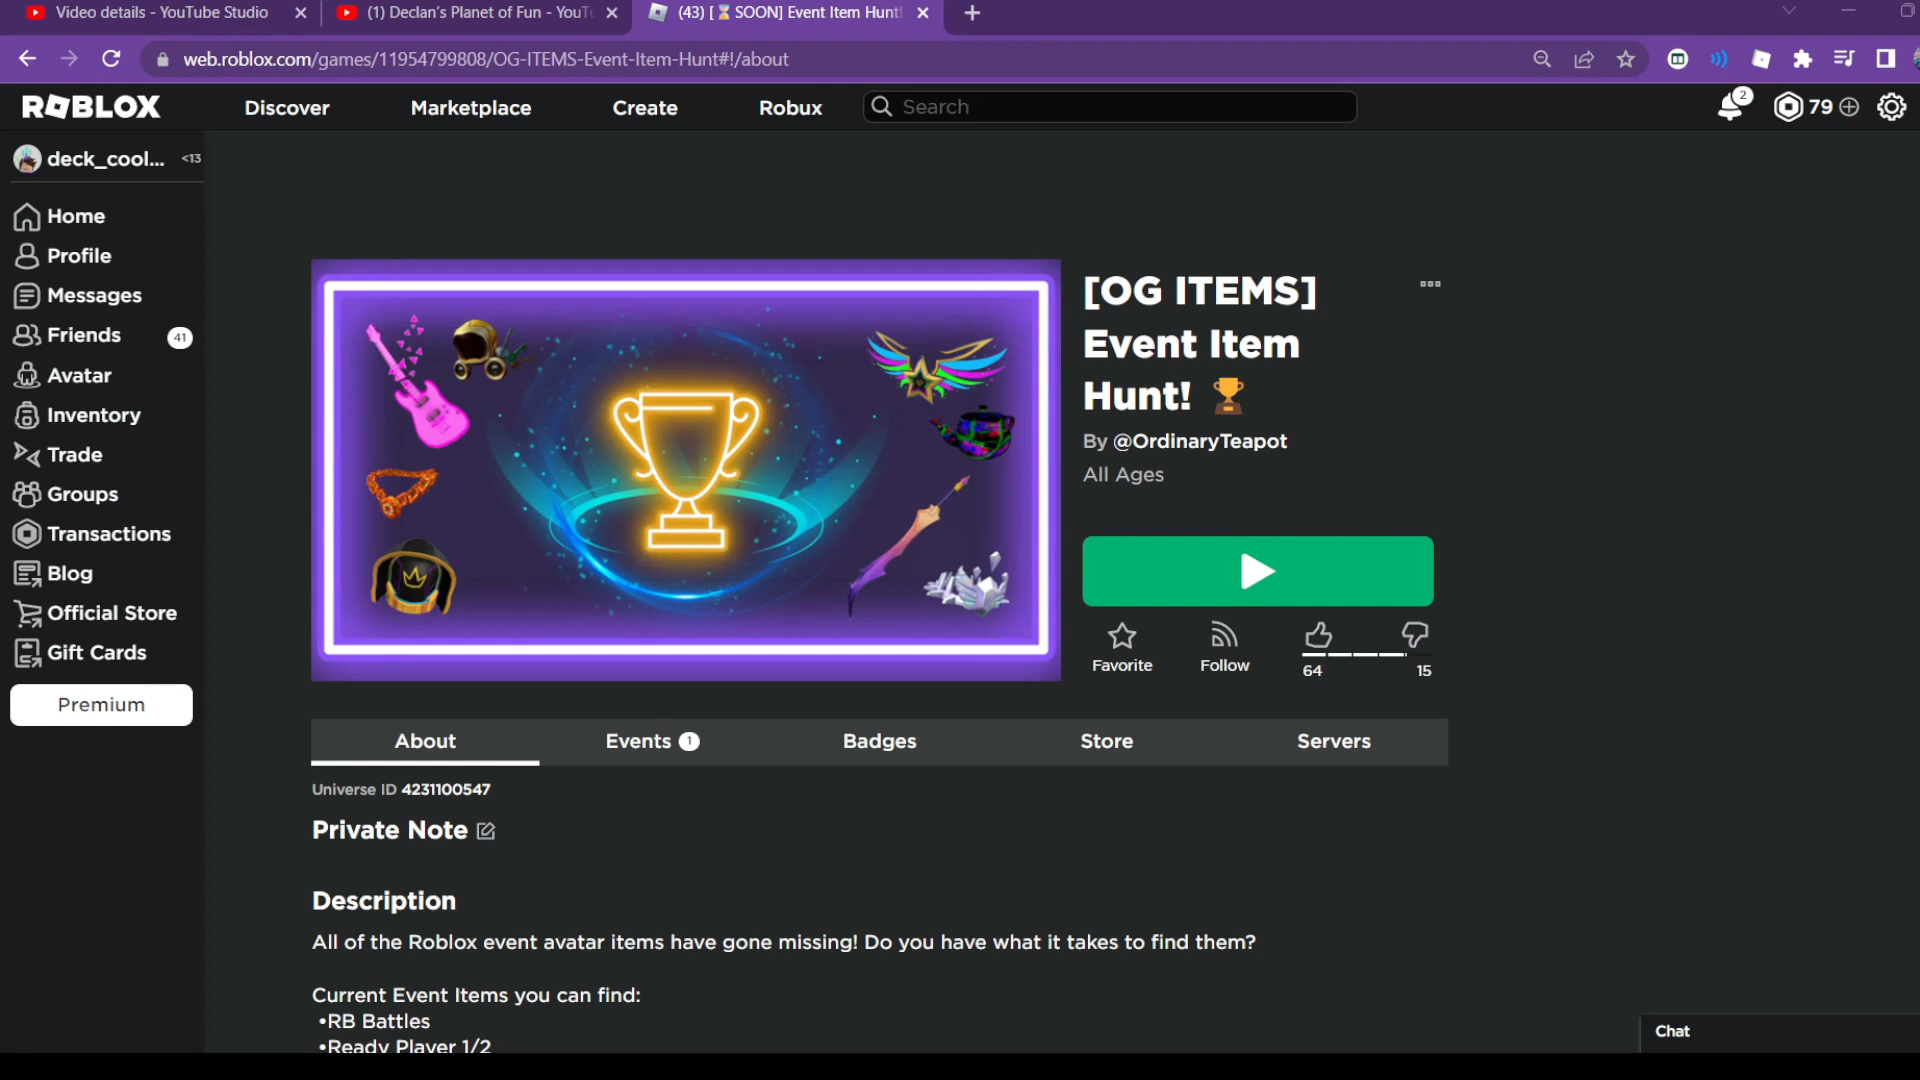 Video details - YouTube Studio
(1) Declan's Planet of Fun - YouT
(43) [⌛SOON] Event Item Hunt!
web.roblox.com/games/11954799808/OG-ITEMS-Event-Item-Hunt#!/about
ROBLOX
Discover
Marketplace
Create
Robux
Search
2
79
deck_cool...
<13
Home
Profile
Messages
Friends
41
Avatar
Inventory
Trade
Groups
Transactions
Blog
Official Store
Gift Cards
Premium
[OG ITEMS]
Event Item
Hunt! 🏆
By @OrdinaryTeapot
All Ages
Favorite
Follow
64
15
About
Events 1
Badges
Store
Servers
Universe ID 4231100547
Private Note
Description
All of the Roblox event avatar items have gone missing! Do you have what it takes to find them?
Current Event Items you can find:
•RB Battles
•Ready Player 1/2
Chat